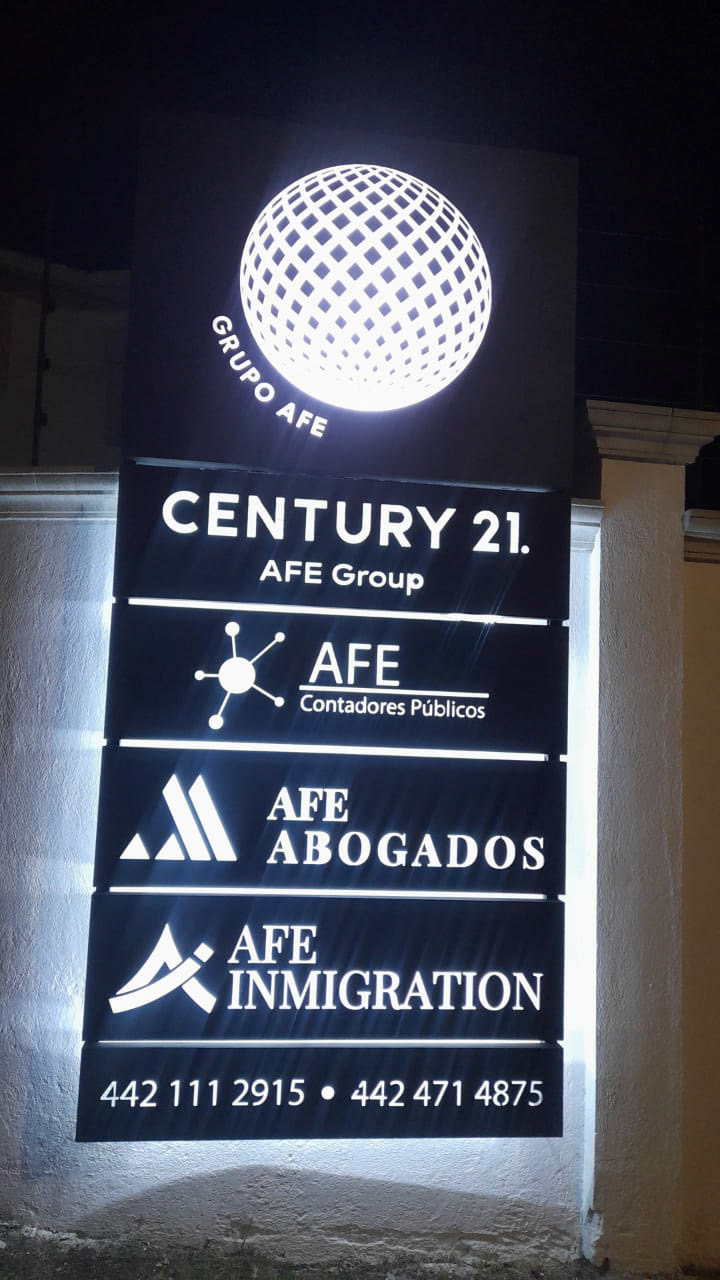 GRUPO AFE
CENTURY 21.
AFE Group
AFE
Contadores Públicos
AFE
ABOGADOS
AFE
INMIGRATION
442 111 2915 • 442 471 4875